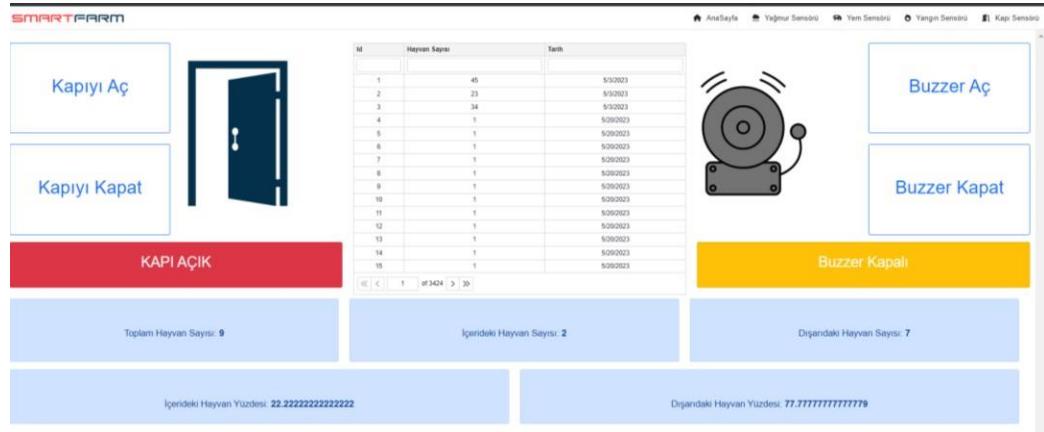 SMARTFARM
AnaSayfa Yağmur Sensörü Yem Sensörü Yangın Sensörü Kapı Sensörü
Kapıyı Aç
Kapıyı Kapat
KAPI AÇIK
Id Hayvan Sayısı Tarih
1 45 5/3/2023
2 23 5/3/2023
3 34 5/3/2023
4 1 5/20/2023
5 1 5/20/2023
6 1 5/20/2023
7 1 5/20/2023
8 1 5/20/2023
9 1 5/20/2023
10 1 5/20/2023
11 1 5/20/2023
12 1 5/20/2023
13 1 5/20/2023
14 1 5/20/2023
15 1 5/20/2023
1 of 3424
Buzzer Aç
Buzzer Kapat
Buzzer Kapalı
Toplam Hayvan Sayısı: 9
İçerideki Hayvan Sayısı: 2
Dışarıdaki Hayvan Sayısı: 7
İçerideki Hayvan Yüzdesi: 22.22222222222222
Dışarıdaki Hayvan Yüzdesi: 77.77777777777779